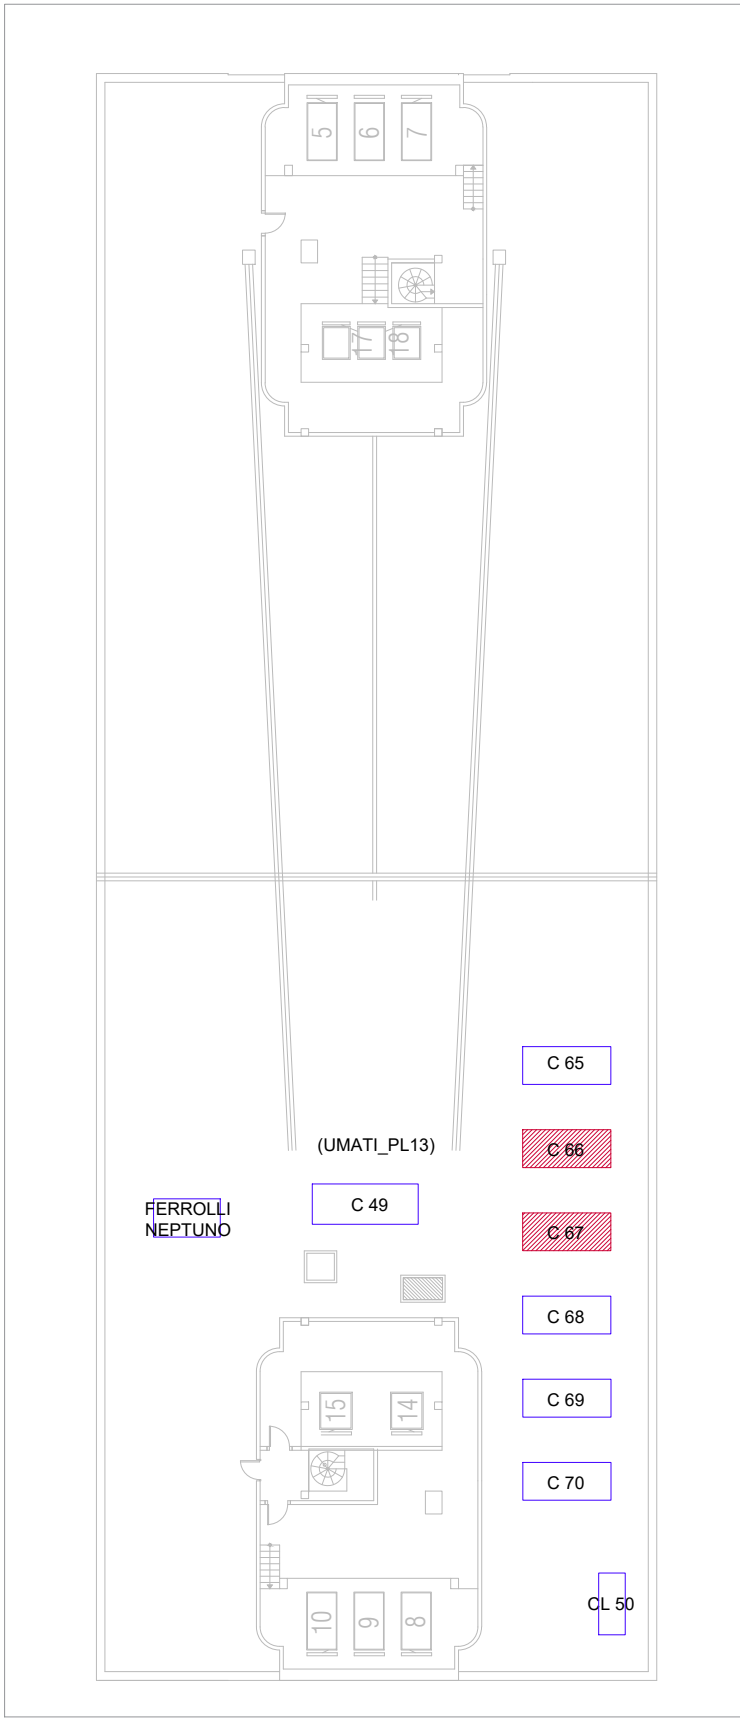 5
6
7
17
18
C 65
(UMATI_PL13)
C 66
C 49
FERROLLI
NEPTUNO
C 67
C 68
15
14
C 69
C 70
CL 50
10
9
8